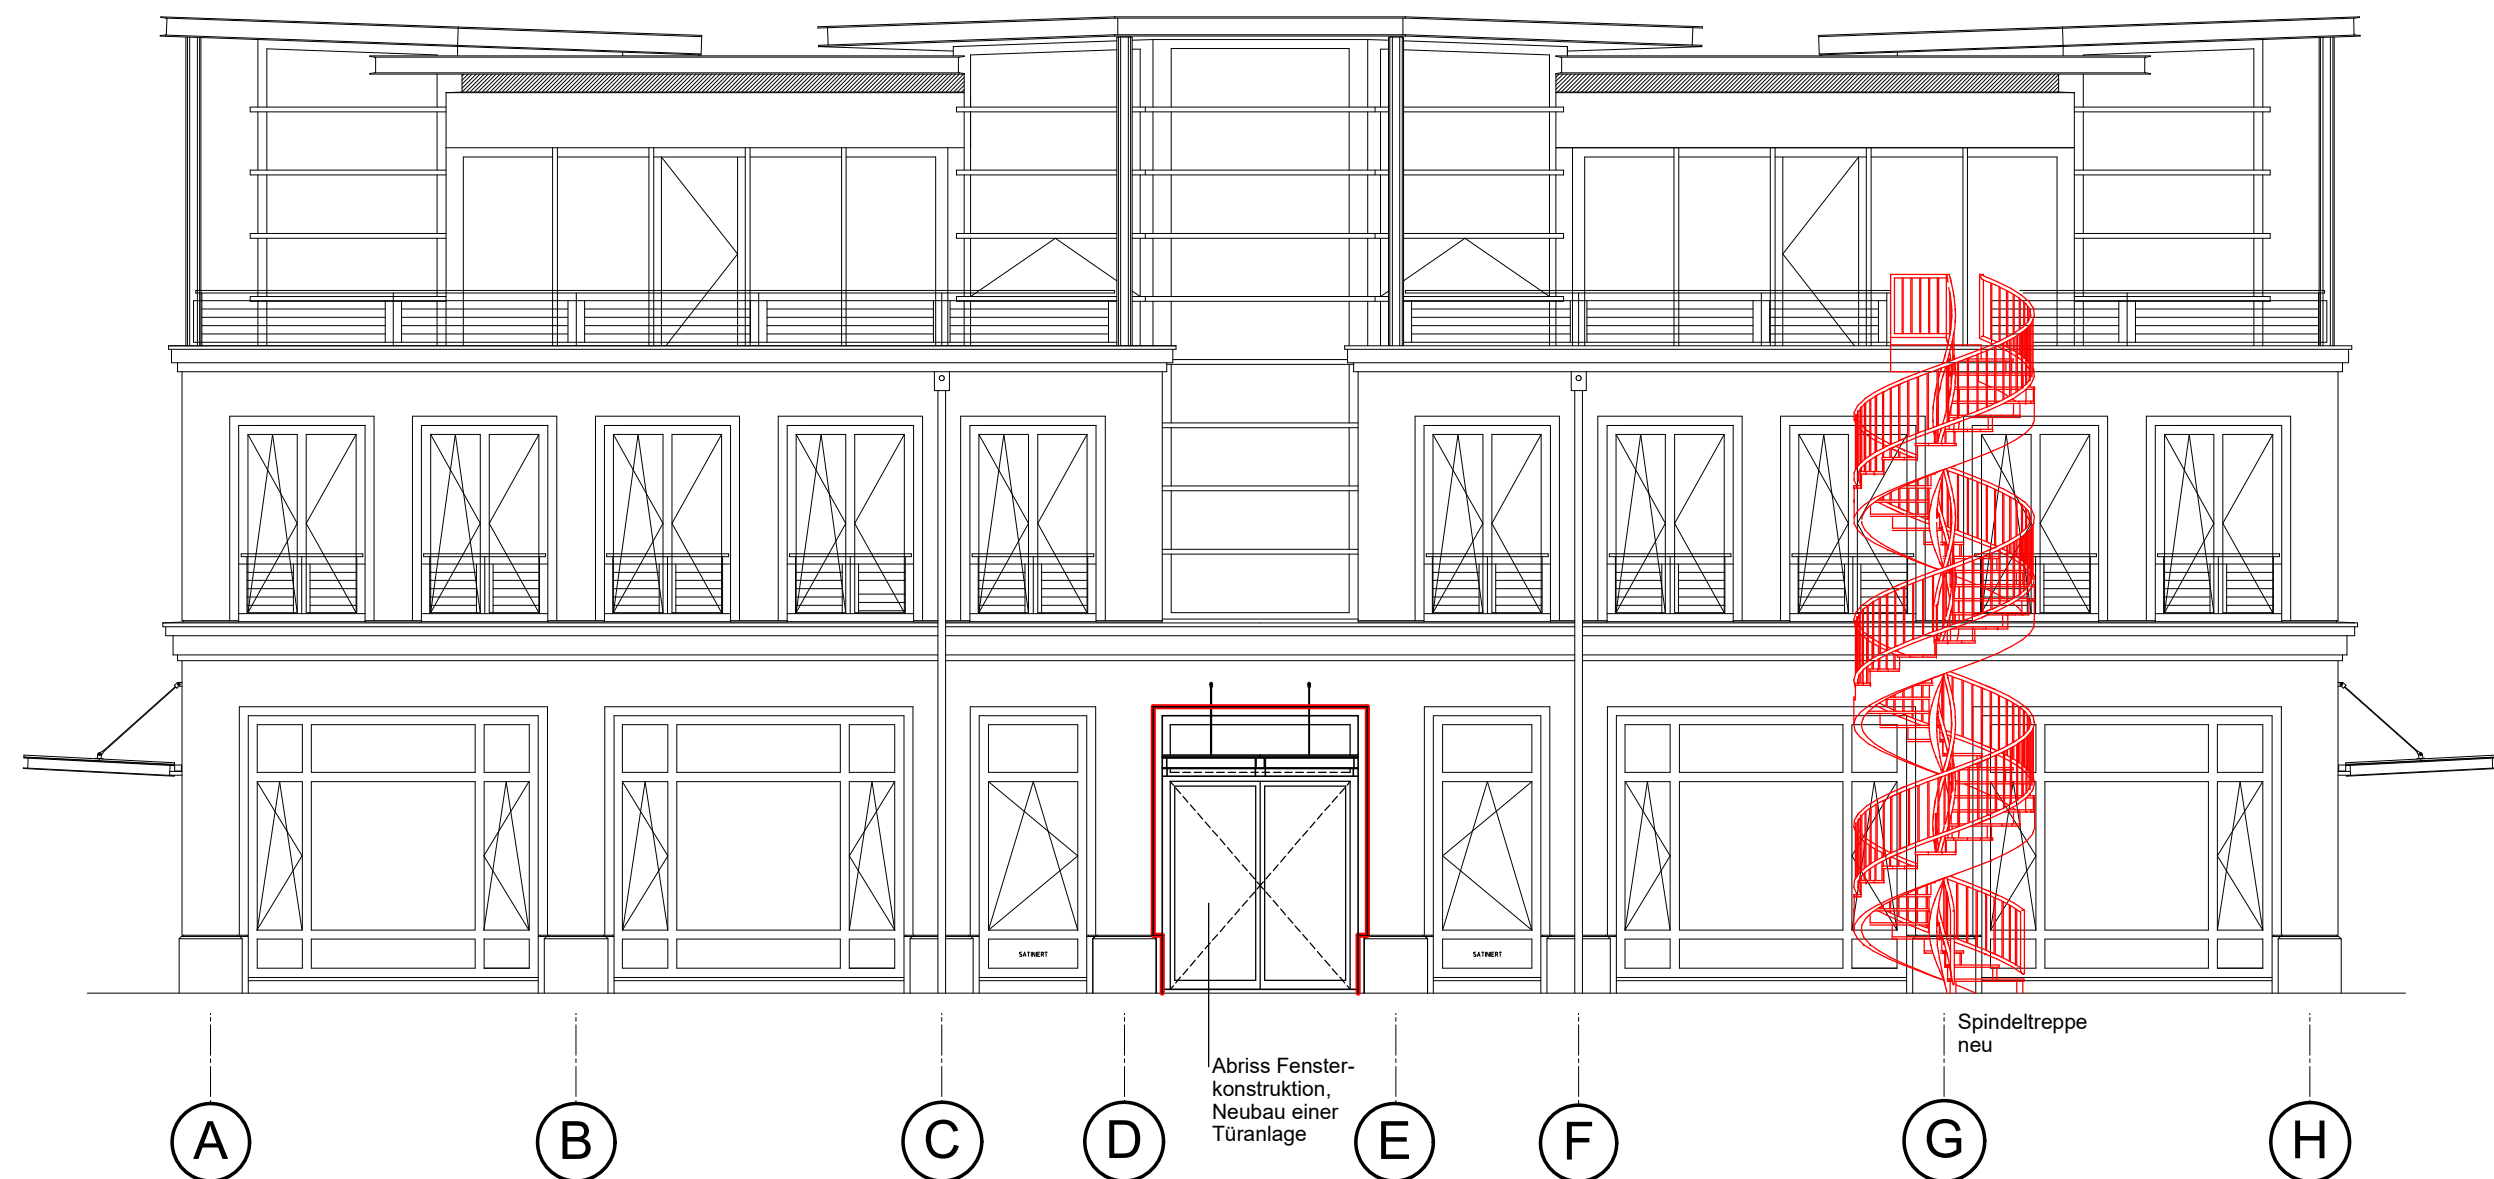 SATINIERT
SATINIERT
Spindeltreppe
neu
Abriss Fenster-
konstruktion,
Neubau einer
Türanlage
A
B
C
D
E
F
G
H